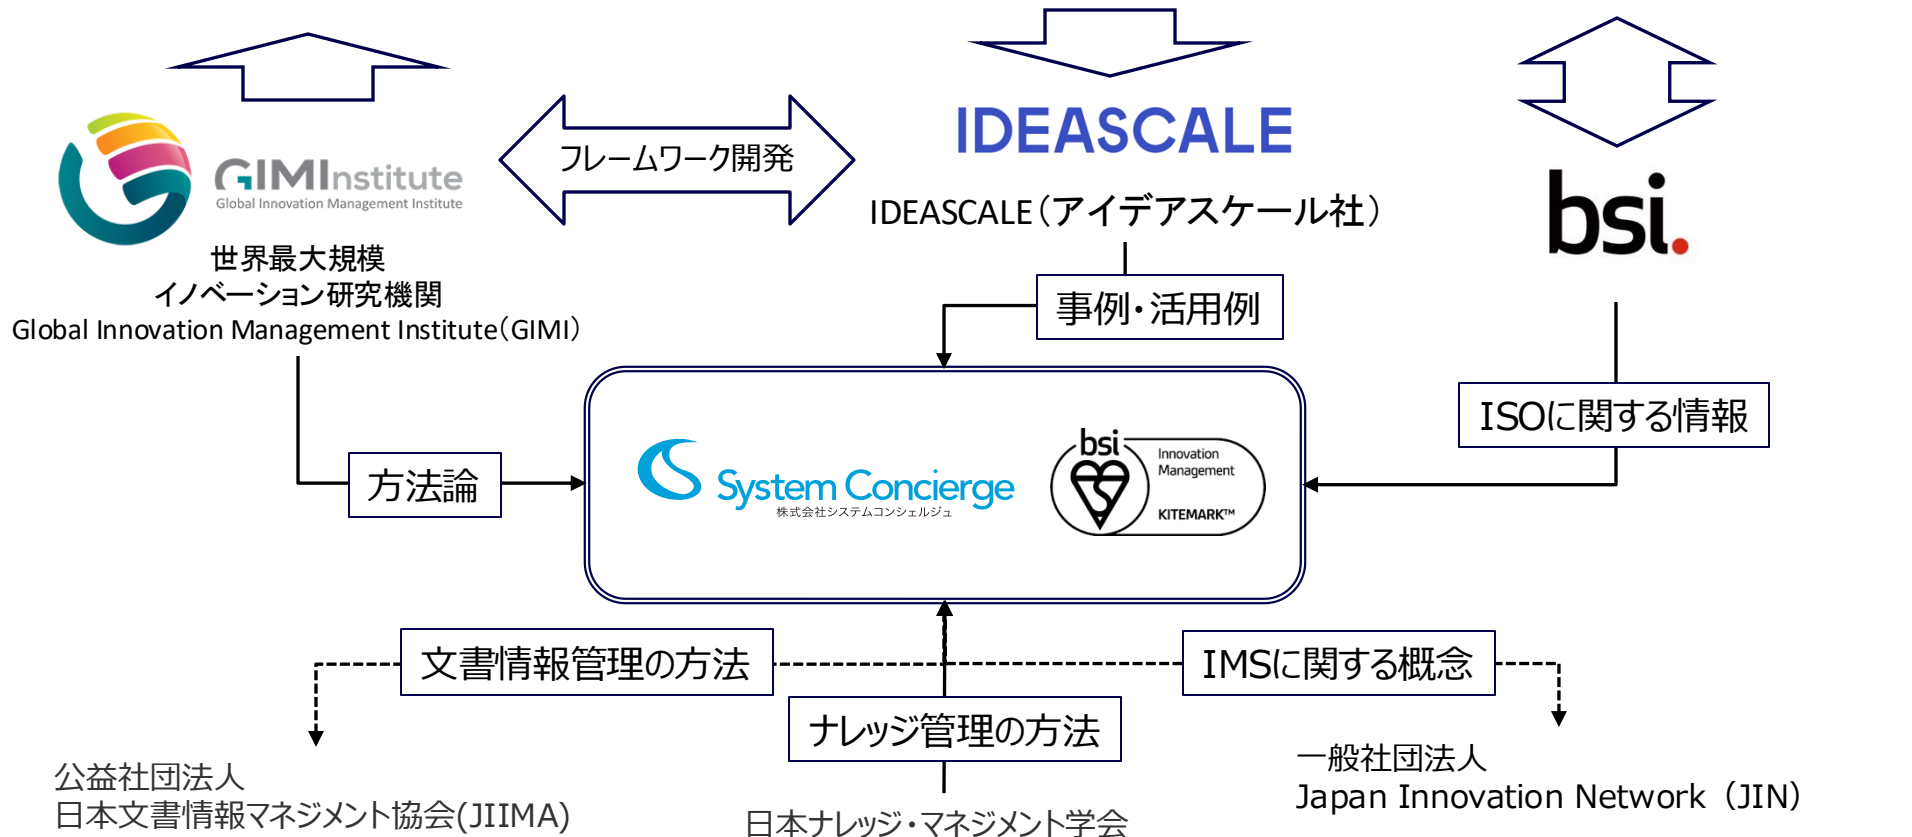 フレームワーク開発
GIMInstitute
Global Innovation Management Institute
世界最大規模
イノベーション研究機関
Global Innovation Management Institute(GIMI)
IDEASCALE
IDEASCALE(アイデアスケール社)
bsi.
事例・活用例
ISOに関する情報
方法論
System Concierge
株式会社システムコンシェルジュ
bsi
Innovation
Management
KITEMARK™
文書情報管理の方法
IMSに関する概念
ナレッジ管理の方法
公益社団法人
日本文書情報マネジメント協会(JIIMA)
日本ナレッジ・マネジメント学会
一般社団法人
Japan Innovation Network(JIN)